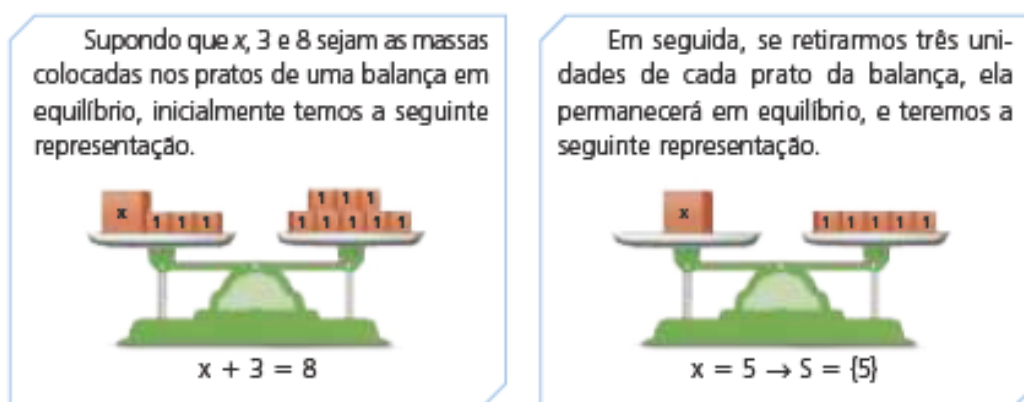 Supondo que x, 3 e 8 sejam as massas
colocadas nos pratos de uma balança em
equilíbrio, inicialmente temos a seguinte
representação.
x 1 1 1
1 1 1
1 1 1 1 1
x + 3 = 8
Em seguida, se retirarmos três uni-
dades de cada prato da balança, ela
permanecerá em equilíbrio, e teremos a
seguinte representação.
x
1 1 1 1 1
x = 5 → S = {5}